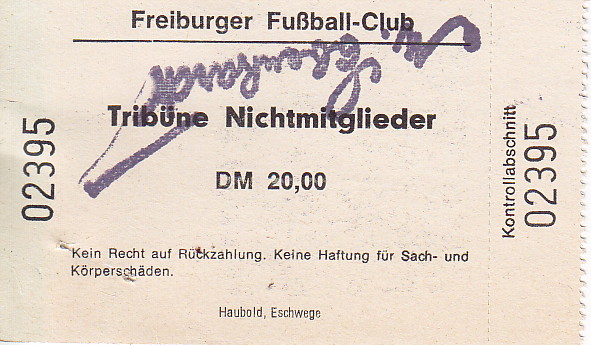 Freiburger Fußball-Club
Tribüne Nichtmitglieder
DM 20,00
02395
Kontrollabschnitt
02395
Kein Recht auf Rückzahlung. Keine Haftung für Sach- und
Körperschäden.
Haubold, Eschwege